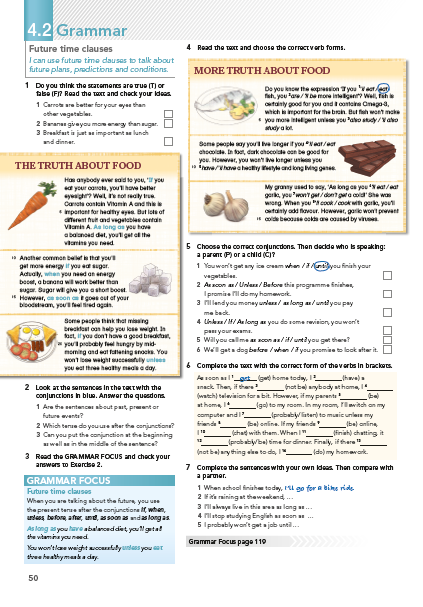 4.2 Grammar
Future time clauses
I can use future time clauses to talk about
future plans, predictions and conditions.
1 Do you think the statements are true (T) or
false (F)? Read the text and check your ideas.
1 Carrots are better for your eyes than
other vegetables.
2 Bananas give you more energy than sugar.
3 Breakfast is just as important as lunch
and dinner.
THE TRUTH ABOUT FOOD
Has anybody ever said to you, 'If you
eat your carrots, you'll have better
eyesight'? Well, it's not really true.
Carrots contain Vitamin A and this is
5 important for healthy eyes. But lots of
different fruit and vegetables contain
Vitamin A. As long as you have
a balanced diet, you'll get all the
vitamins you need.
10 Another common belief is that you'll
get more energy if you eat sugar.
Actually, when you need an energy
boost, a banana will work better than
sugar. Sugar will give you a short boost.
15 However, as soon as it goes out of your
bloodstream, you'll feel tired again.
Some people think that missing
breakfast can help you lose weight. In
fact, if you don't have a good breakfast,
you'll probably feel hungry by mid-
morning and eat fattening snacks. You
won't lose weight successfully unless
you eat three healthy meals a day.
2 Look at the sentences in the text with the
conjunctions in blue. Answer the questions.
1 Are the sentences about past, present or
future events?
2 Which tense do you use after the conjunctions?
3 Can you put the conjunction at the beginning
as well as in the middle of the sentence?
3 Read the GRAMMAR FOCUS and check your
answers to Exercise 2.
GRAMMAR FOCUS
Future time clauses
When you are talking about the future, you use
the present tense after the conjunctions if, when,
unless, before, after, until, as soon as and as long as.
As long as you have a balanced diet, you'll get all
the vitamins you need.
You won't lose weight successfully unless you eat
three healthy meals a day.
50
4 Read the text and choose the correct verb forms.
MORE TRUTH ABOUT FOOD
Do you know the expression 'If you 1'll eat / eat
fish, you 2are / 'll be more intelligent'? Well, fish is
certainly good for you and it contains Omega-3,
which is important for the brain. But fish won't make
5 you more intelligent unless you 3also study / 'll also
study a lot.
Some people say you'll live longer if you 4'll eat / eat
chocolate. In fact, dark chocolate can be good for
you. However, you won't live longer unless you
10 5have / 'll have a healthy lifestyle and long genes.
My granny used to say, 'As long as you 6'll eat / eat
garlic, you 7won't get / don't get a cold!' She was
wrong. When you 8'll cook / cook with garlic, you'll
certainly add flavour. However, garlic won't prevent
15 colds because colds are caused by viruses.
5 Choose the correct conjunctions. Then decide who is speaking:
a parent (P) or a child (C)?
1 You won't get any ice cream when / if / until you finish your
vegetables.
2 As soon as / Unless / Before this programme finishes,
I promise I'll do my homework.
3 I'll lend you money unless / as long as / until you pay
me back.
4 Unless / If / As long as you do some revision, you won't
pass your exams.
5 Will you call me as soon as / if / until you get there?
6 We'll get a dog before / when / if you promise to look after it.
6 Complete the text with the correct form of the verbs in brackets.
As soon as I 1 get (get) home today, I 2 (have) a
snack. Then, if there 3 (not be) anybody at home, I 4
(watch) television for a bit. However, if my parents 5 (be)
at home, I 6 (go) to my room. In my room, I'll switch on my
computer and I 7 (probably/listen) to music unless my
friends 8 (be) online. If my friends 9 (be) online,
I 10 (chat) with them. When I 11 (finish) chatting, it
12 (probably/be) time for dinner. Finally, if there 13
(not be) anything else to do, I 14 (do) my homework.
7 Complete the sentences with your own ideas. Then compare with
a partner.
1 When school finishes today, I'll go for a bike ride.
2 If it's raining at the weekend, ...
3 I'll always live in this area as long as ...
4 I'll stop studying English as soon as ...
5 I probably won't get a job until ...
Grammar Focus page 119